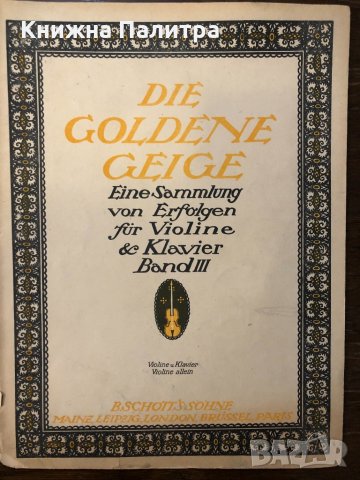 Книжна Палитра
DIE
GOLDENE
GEIGE
Eine Sammlung
von Erfolgen
für Violine
& Klavier
Band III
Violine u. Klavier
Violine allein
B. SCHOTT'S SÖHNE
MAINZ, LEIPZIG, LONDON, BRÜSSEL, PARIS
BAZAR